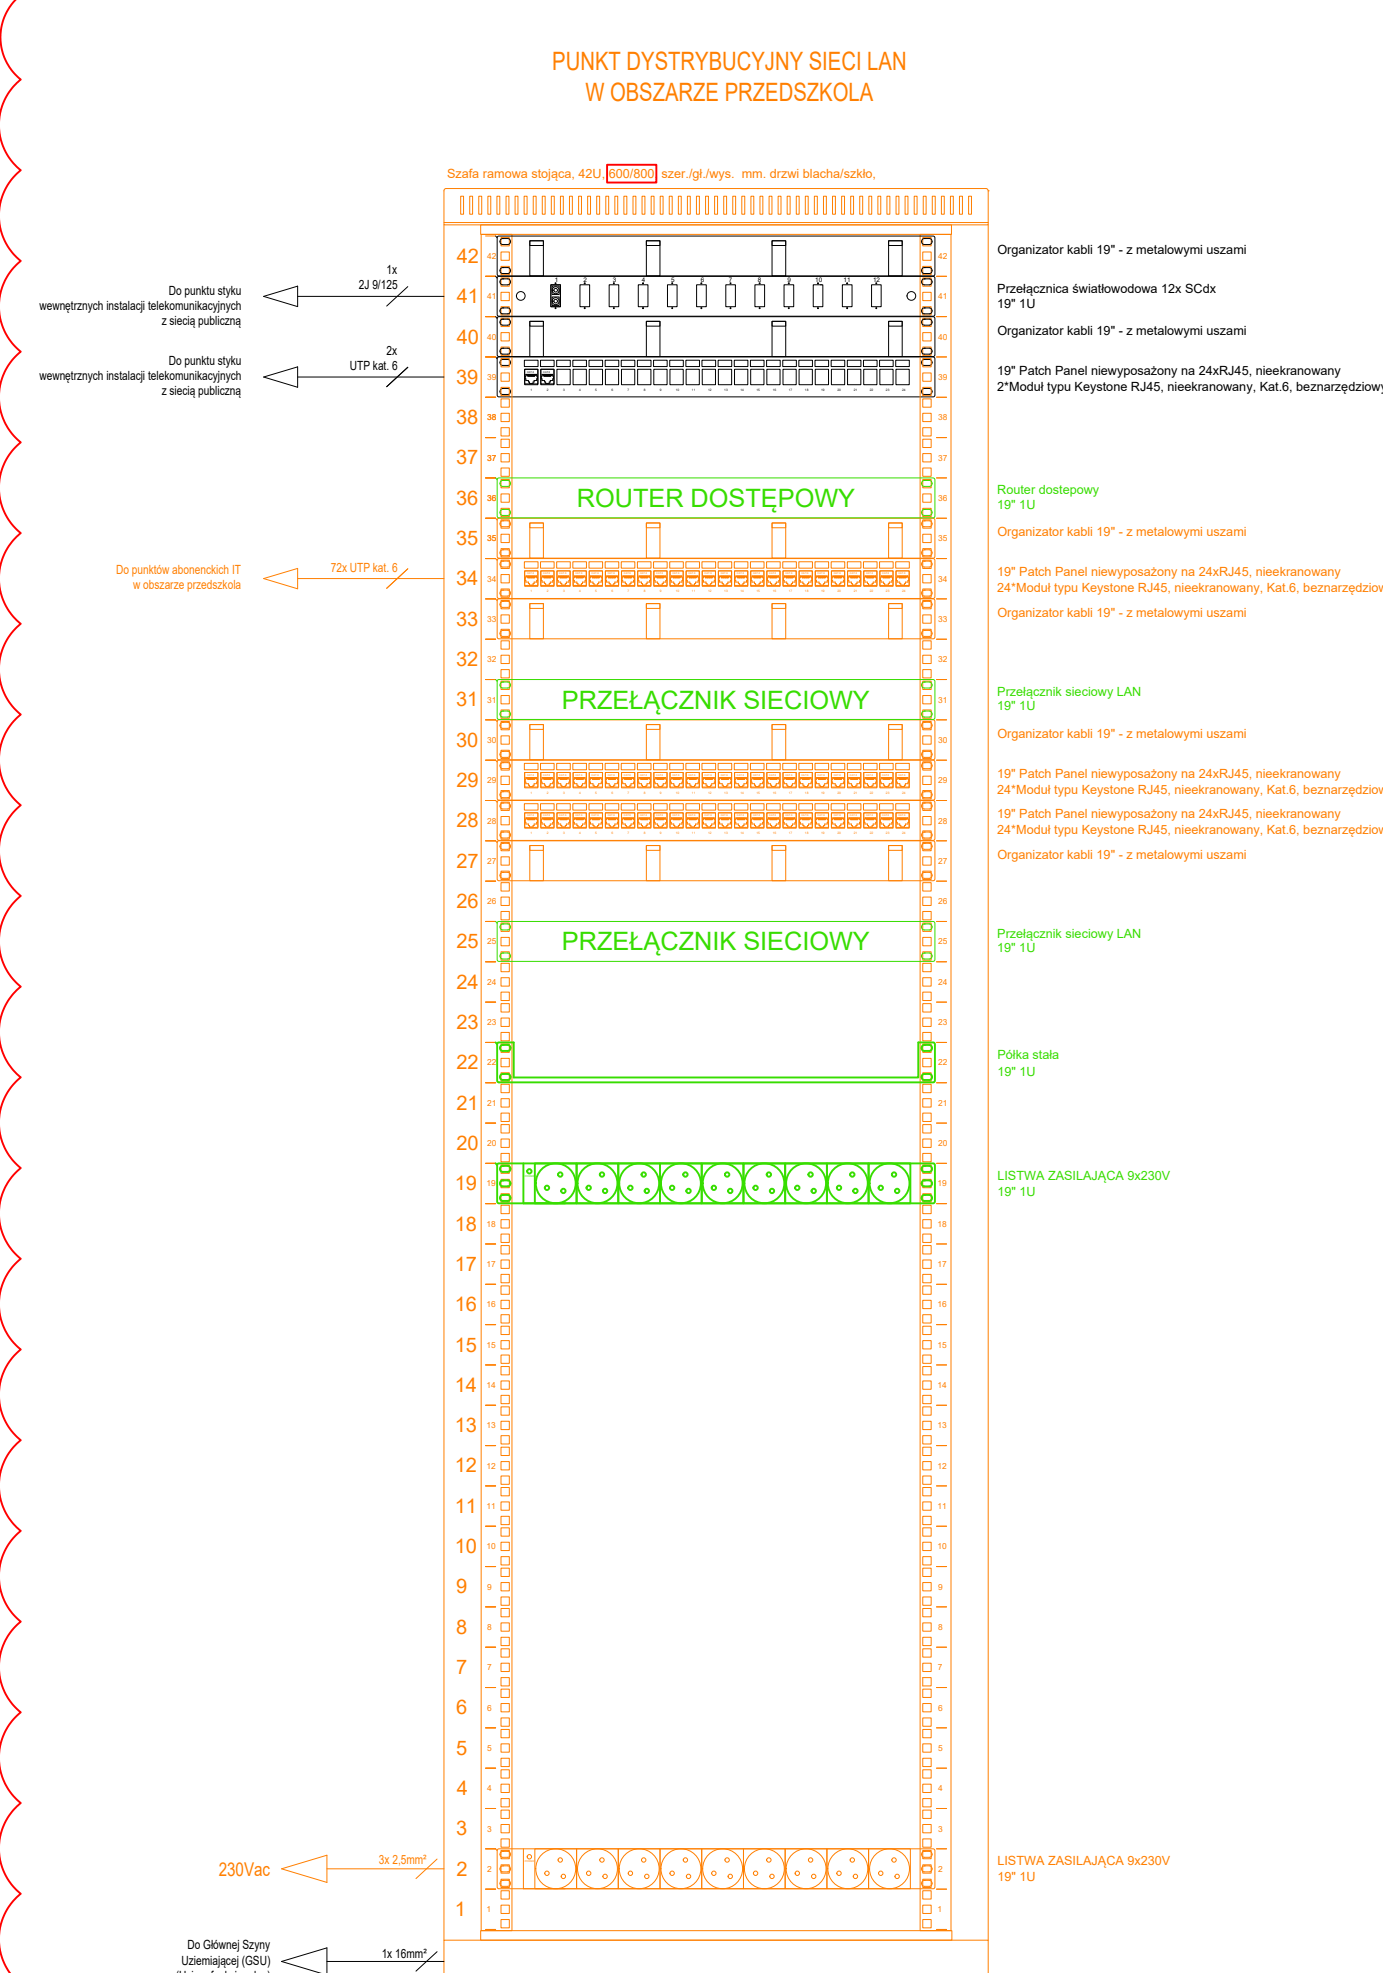 PUNKT DYSTRYBUCYJNY SIECI LAN
W OBSZARZE PRZEDSZKOLA
Szafa ramowa stojąca, 42U, 600/800 szer./gł./wys. mm. drzwi blacha/szkło,
42
Organizator kabli 19" - z metalowymi uszami
1x
2J 9/125
Do punktu styku
wewnętrznych instalacji telekomunikacyjnych
z siecią publiczną
41
1 2 3 4 5 6 7 8 9 10 11 12
Przełącznica światłowodowa 12x SCdx
19" 1U
40
Organizator kabli 19" - z metalowymi uszami
2x
UTP kat. 6
Do punktu styku
wewnętrznych instalacji telekomunikacyjnych
z siecią publiczną
39
19" Patch Panel niewyposażony na 24xRJ45, nieekranowany
2*Moduł typu Keystone RJ45, nieekranowany, Kat.6, beznarzędziowy
38
37
36
ROUTER DOSTĘPOWY
Router dostepowy
19" 1U
35
Organizator kabli 19" - z metalowymi uszami
Do punktów abonenckich IT
w obszarze przedszkola
72x UTP kat. 6
34
19" Patch Panel niewyposażony na 24xRJ45, nieekranowany
24*Moduł typu Keystone RJ45, nieekranowany, Kat.6, beznarzędziow
33
Organizator kabli 19" - z metalowymi uszami
32
31
PRZEŁĄCZNIK SIECIOWY
Przełącznik sieciowy LAN
19" 1U
30
Organizator kabli 19" - z metalowymi uszami
29
19" Patch Panel niewyposażony na 24xRJ45, nieekranowany
24*Moduł typu Keystone RJ45, nieekranowany, Kat.6, beznarzędziow
28
19" Patch Panel niewyposażony na 24xRJ45, nieekranowany
24*Moduł typu Keystone RJ45, nieekranowany, Kat.6, beznarzędziow
27
Organizator kabli 19" - z metalowymi uszami
26
25
PRZEŁĄCZNIK SIECIOWY
Przełącznik sieciowy LAN
19" 1U
24
23
22
Półka stała
19" 1U
21
20
19
LISTWA ZASILAJĄCA 9x230V
19" 1U
18
17
16
15
14
13
12
11
10
9
8
7
6
5
4
3
230Vac
3x 2,5mm²
2
LISTWA ZASILAJĄCA 9x230V
19" 1U
1
Do Głównej Szyny
Uziemiającej (GSU)
1x 16mm²